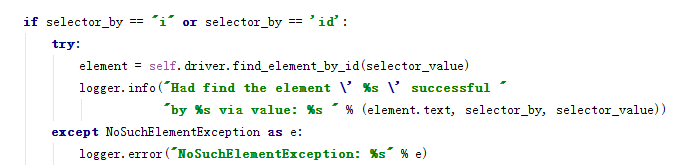 if selector_by == "i" or selector_by == 'id':
try:
element = self.driver.find_element_by_id(selector_value)
logger.info("Had find the element \' %s \' successful "
"by %s via value: %s " % (element.text, selector_by, selector_value))
except NoSuchElementException as e:
logger.error("NoSuchElementException: %s" % e)